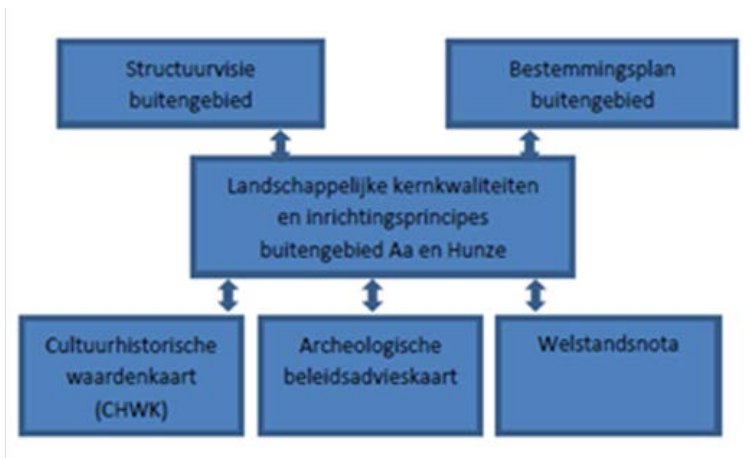 Structuurvisie
buitengebied
Bestemmingsplan
buitengebied
Landschappelijke kernkwaliteiten
en inrichtingsprincipes
buitengebied Aa en Hunze
Cultuurhistorische
waardenkaart
(CHWK)
Archeologische
beleidsadvieskaart
Welstandsnota